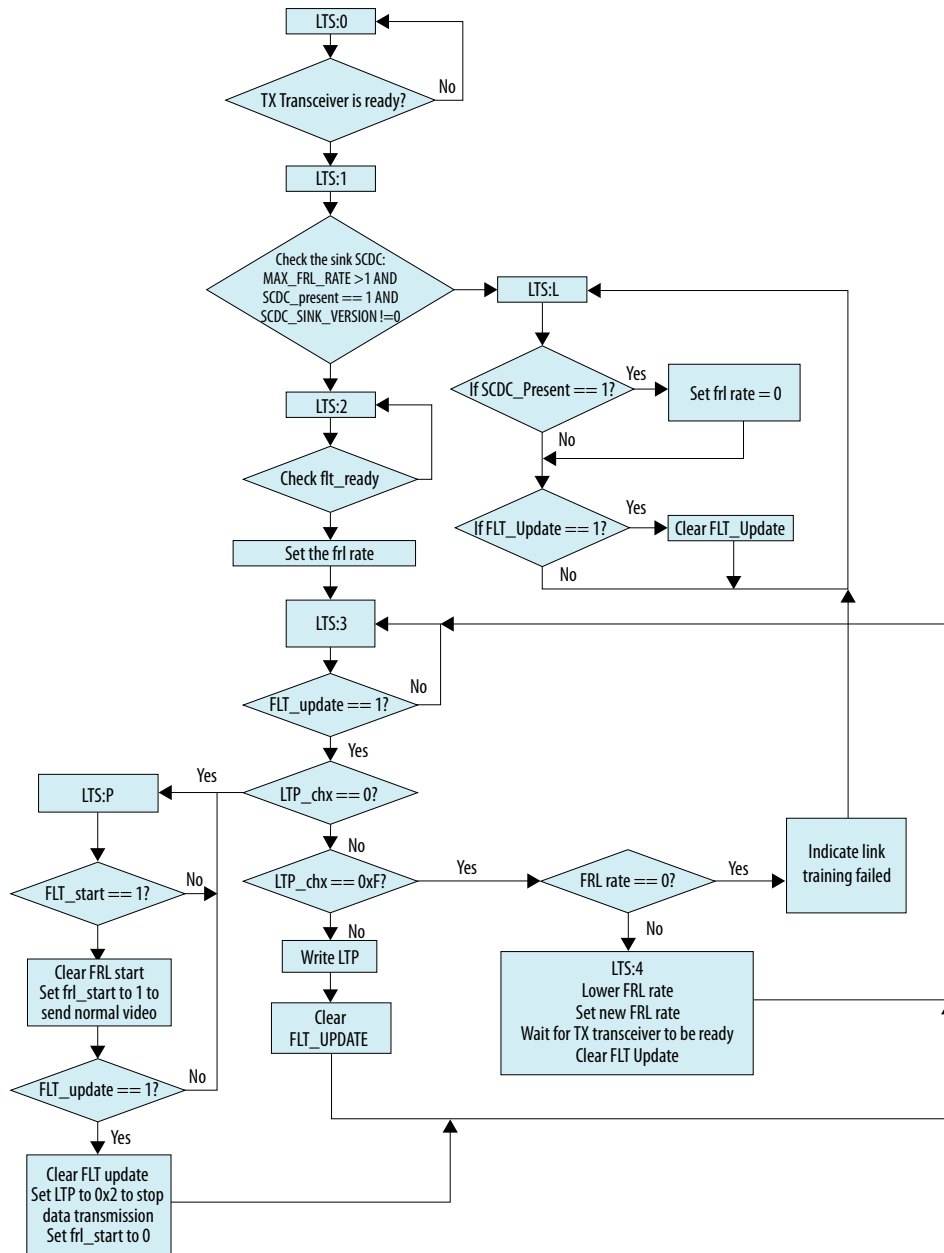 LTS:0
No
TX Transceiver is ready?
LTS:1
Check the sink SCDC:
MAX_FRL_RATE >1 AND
SCDC_present == 1 AND
SCDC_SINK_VERSION !=0
LTS:L
If SCDC_Present == 1?
Yes
Set frl rate = 0
No
LTS:2
Check flt_ready
If FLT_Update == 1?
Yes
Clear FLT_Update
No
Set the frl rate
LTS:3
FLT_update == 1?
No
Yes
LTP_chx == 0?
Yes
LTS:P
No
LTP_chx == 0xF?
Yes
FRL rate == 0?
Yes
Indicate link
training failed
FLT_start == 1?
No
No
Write LTP
No
LTS:4
Lower FRL rate
Set new FRL rate
Wait for TX transceiver to be ready
Clear FLT Update
Clear FRL start
Set frl_start to 1 to
send normal video
Clear
FLT_UPDATE
FLT_update == 1?
No
Yes
Clear FLT update
Set LTP to 0x2 to stop
data transmission
Set frl_start to 0